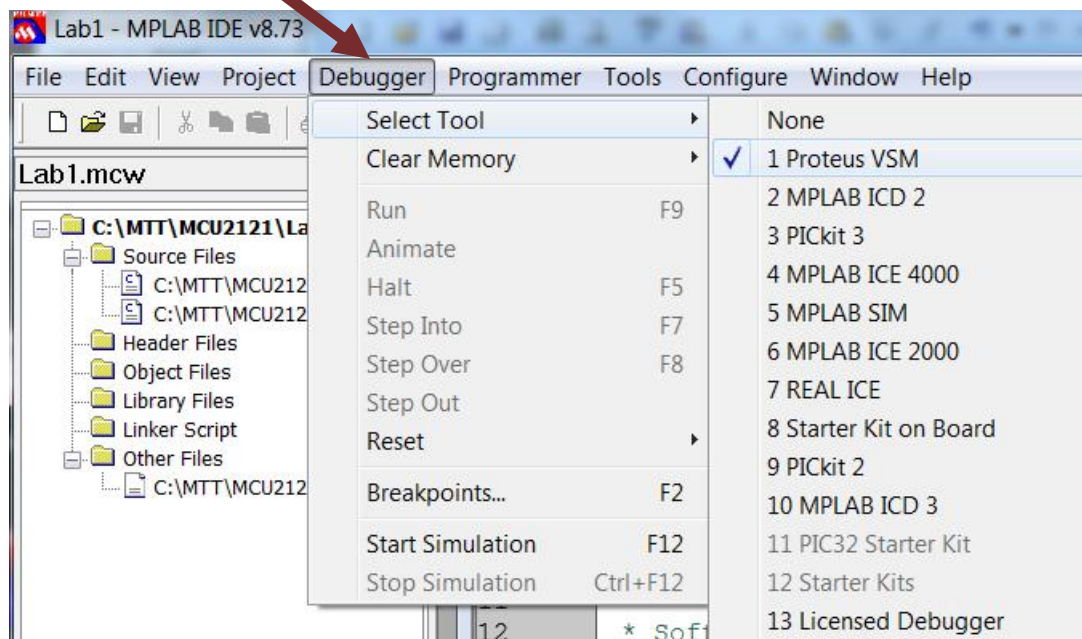 Lab1 - MPLAB IDE v8.73
File Edit View Project Debugger Programmer Tools Configure Window Help
Lab1.mcw
C:\MTT\MCU2121\La
Source Files
C:\MTT\MCU212
C:\MTT\MCU212
Header Files
Object Files
Library Files
Linker Script
Other Files
C:\MTT\MCU212
Select Tool
Clear Memory
Run F9
Animate
Halt F5
Step Into F7
Step Over F8
Step Out
Reset
Breakpoints... F2
Start Simulation F12
Stop Simulation Ctrl+F12
None
1 Proteus VSM
2 MPLAB ICD 2
3 PICkit 3
4 MPLAB ICE 4000
5 MPLAB SIM
6 MPLAB ICE 2000
7 REAL ICE
8 Starter Kit on Board
9 PICkit 2
10 MPLAB ICD 3
11 PIC32 Starter Kit
12 Starter Kits
13 Licensed Debugger
12 * Soft